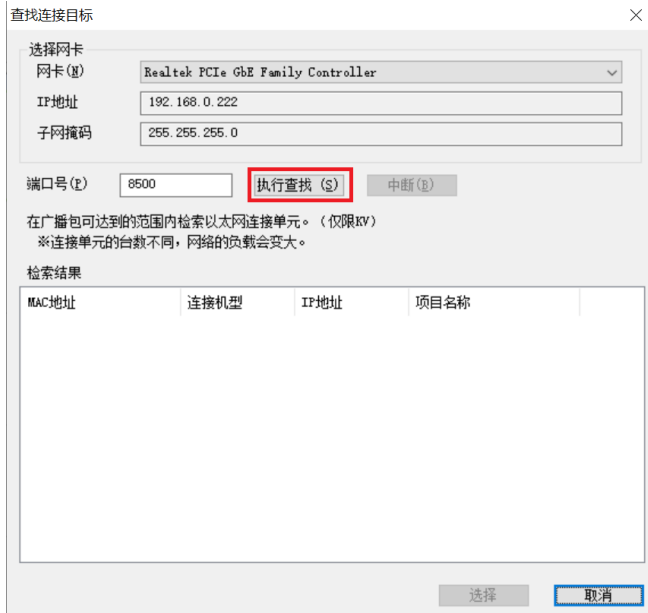 查找连接目标
选择网卡
网卡(N) Realtek PCIe GbE Family Controller
IP地址 192.168.0.222
子网掩码 255.255.255.0
端口号(P) 8500 执行查找 (S) 中断(B)
在广播包可达到的范围内检索以太网连接单元。（仅限KV）
※连接单元的台数不同，网络的负载会变大。
检索结果
MAC地址 连接机型 IP地址 项目名称
选择 取消